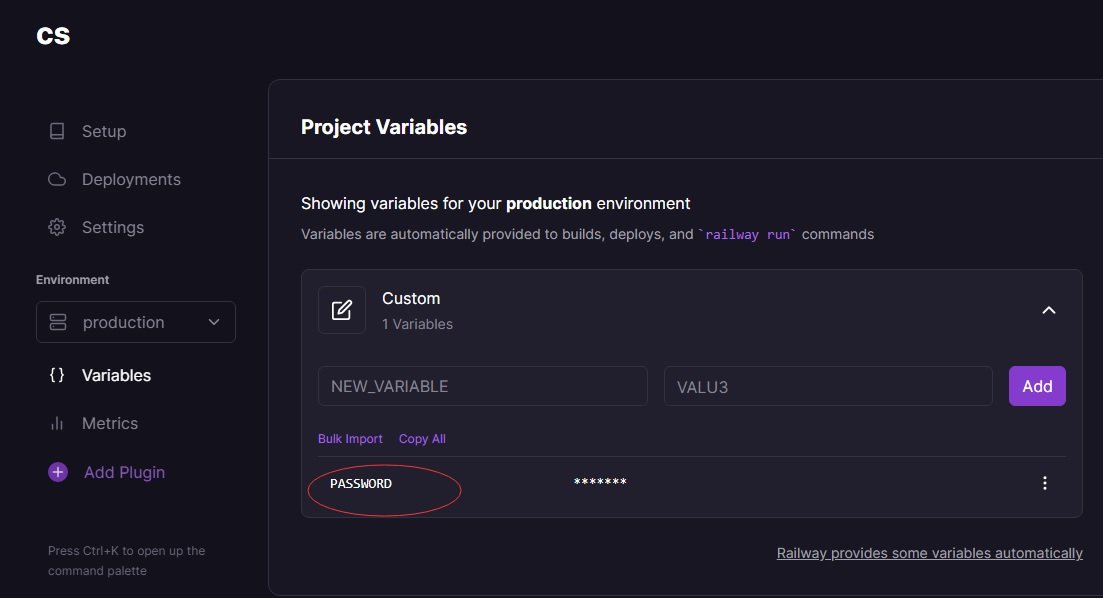 cs
Setup
Deployments
Settings
Environment
production
{ } Variables
Metrics
Add Plugin
Press Ctrl+K to open up the
command palette
Project Variables
Showing variables for your production environment
Variables are automatically provided to builds, deploys, and `railway run` commands
Custom
1 Variables
NEW_VARIABLE VALU3 Add
Bulk Import Copy All
PASSWORD *******
Railway provides some variables automatically